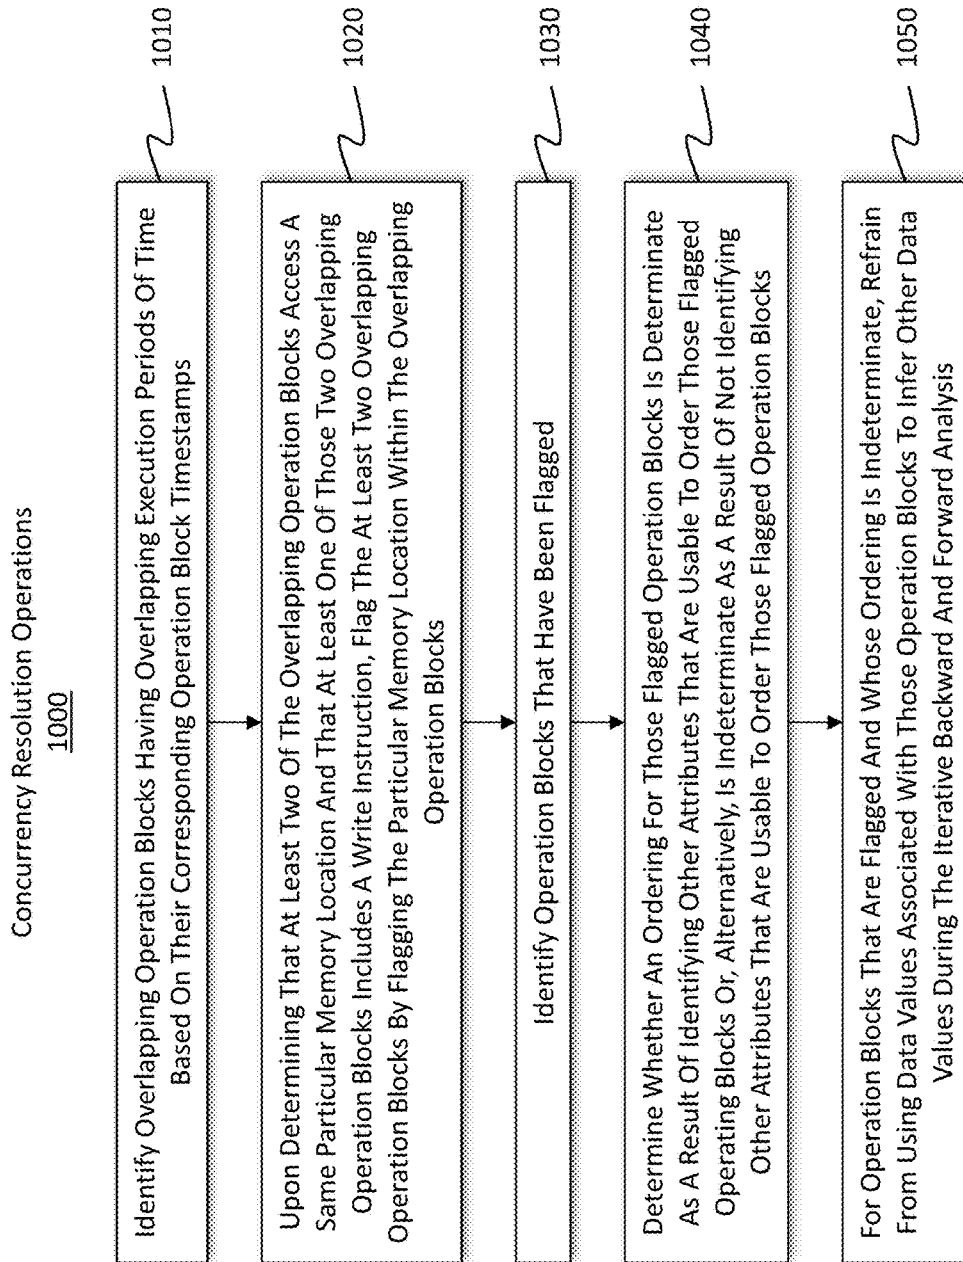 Concurrency Resolution Operations
1000
Identify Overlapping Operation Blocks Having Overlapping Execution Periods Of Time
Based On Their Corresponding Operation Block Timestamps
1010
Upon Determining That At Least Two Of The Overlapping Operation Blocks Access A
Same Particular Memory Location And That At Least One Of Those Two Overlapping
Operation Blocks Includes A Write Instruction, Flag The At Least Two Overlapping
Operation Blocks By Flagging The Particular Memory Location Within The Overlapping
Operation Blocks
1020
Identify Operation Blocks That Have Been Flagged
1030
Determine Whether An Ordering For Those Flagged Operation Blocks Is Determinate
As A Result Of Identifying Other Attributes That Are Usable To Order Those Flagged
Operating Blocks Or, Alternatively, Is Indeterminate As A Result Of Not Identifying
Other Attributes That Are Usable To Order Those Flagged Operation Blocks
1040
For Operation Blocks That Are Flagged And Whose Ordering Is Indeterminate, Refrain
From Using Data Values Associated With Those Operation Blocks To Infer Other Data
Values During The Iterative Backward And Forward Analysis
1050